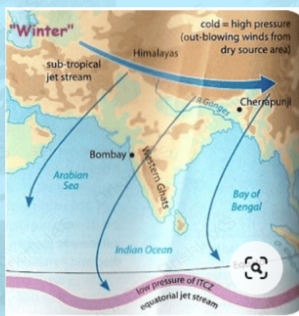 "Winter"
cold = high pressure
(out-blowing winds from
dry source area)
Himalayas
sub-tropical
jet stream
R Ganges
Cherrapunji
Bombay
Western Ghats
Arabian
Sea
Bay of
Bengal
Indian Ocean
low pressure of ITCZ
equatorial jet stream